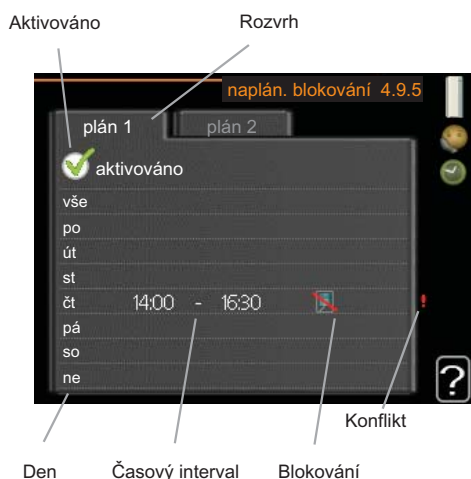 Aktivováno Rozvrh
naplán. blokování 4.9.5
plán 1 plán 2
aktivováno
vše
po
út
st
čt 14:00 - 16:30 !
pá
so
ne
?
Konflikt
Den Časový interval Blokování